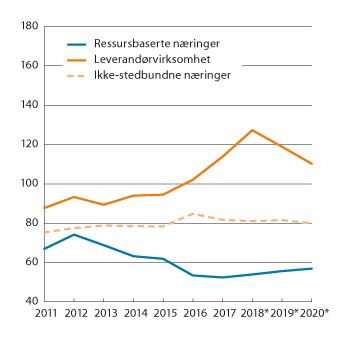 180
Ressursbaserte næringer
Leverandørvirksomhet
Ikke-stedbundne næringer
160
140
120
100
80
60
40
2011 2012 2013 2014 2015 2016 2017 2018* 2019* 2020*